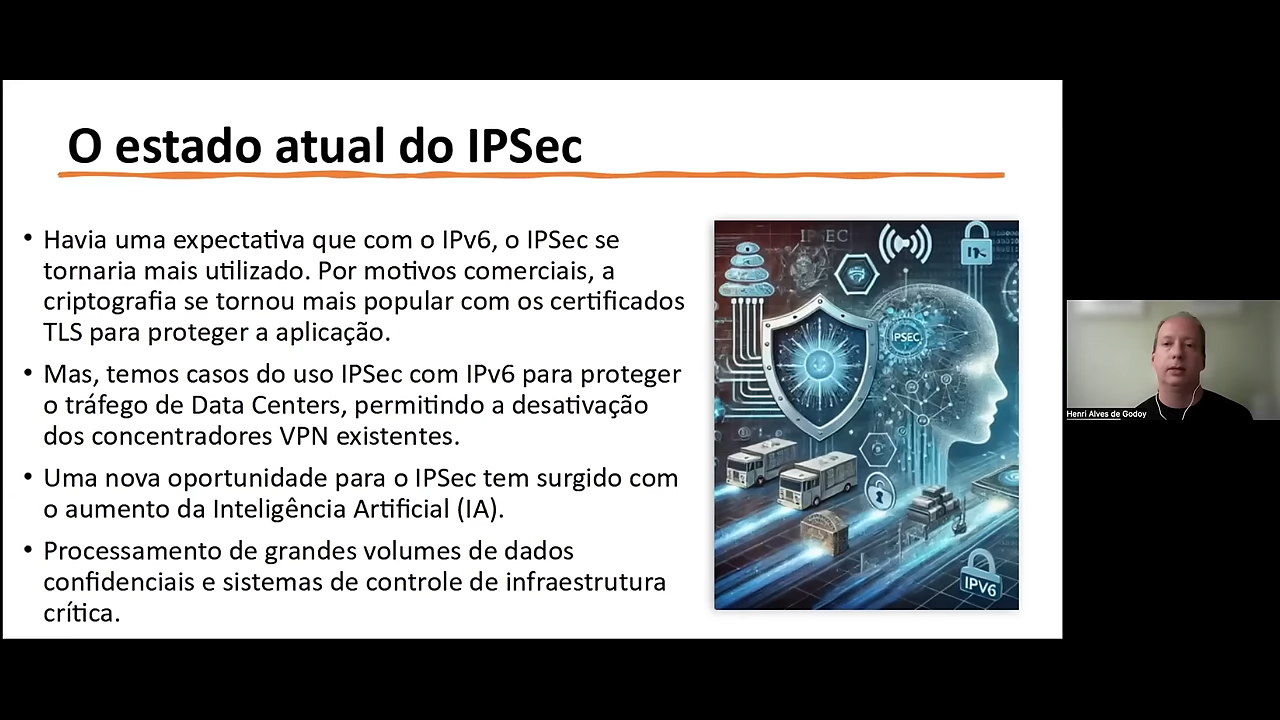 O estado atual do IPSec
• Havia uma expectativa que com o IPv6, o IPSec se
tornaria mais utilizado. Por motivos comerciais, a
criptografia se tornou mais popular com os certificados
TLS para proteger a aplicação.
• Mas, temos casos do uso IPSec com IPv6 para proteger
o tráfego de Data Centers, permitindo a desativação
dos concentradores VPN existentes.
• Uma nova oportunidade para o IPSec tem surgido com
o aumento da Inteligência Artificial (IA).
• Processamento de grandes volumes de dados
confidenciais e sistemas de controle de infraestrutura
crítica.
IPSEC
IPV6
Henri Alves de Godoy